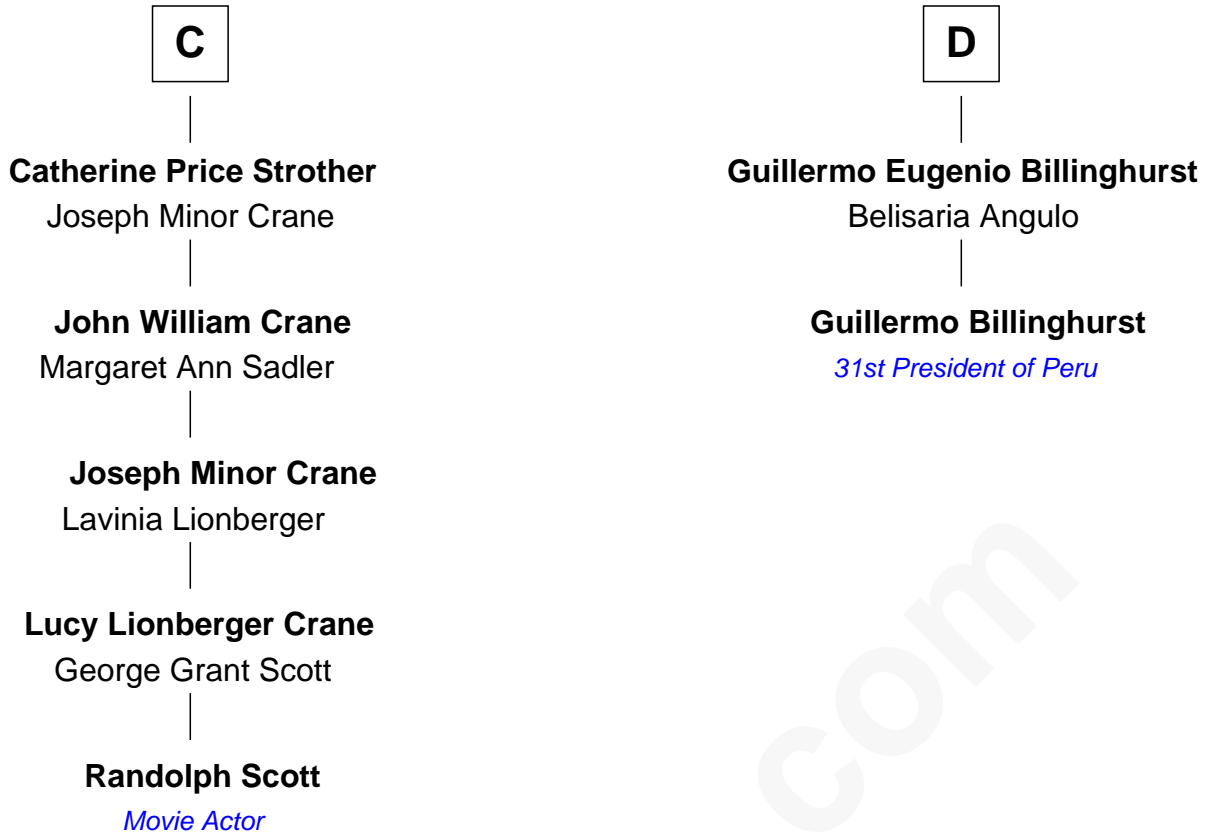 C
Catherine Price Strother
Joseph Minor Crane
John William Crane
Margaret Ann Sadler
Joseph Minor Crane
Lavinia Lionberger
Lucy Lionberger Crane
George Grant Scott
Randolph Scott
Movie Actor
D
Guillermo Eugenio Billinghurst
Belisaria Angulo
Guillermo Billinghurst
31st President of Peru
com